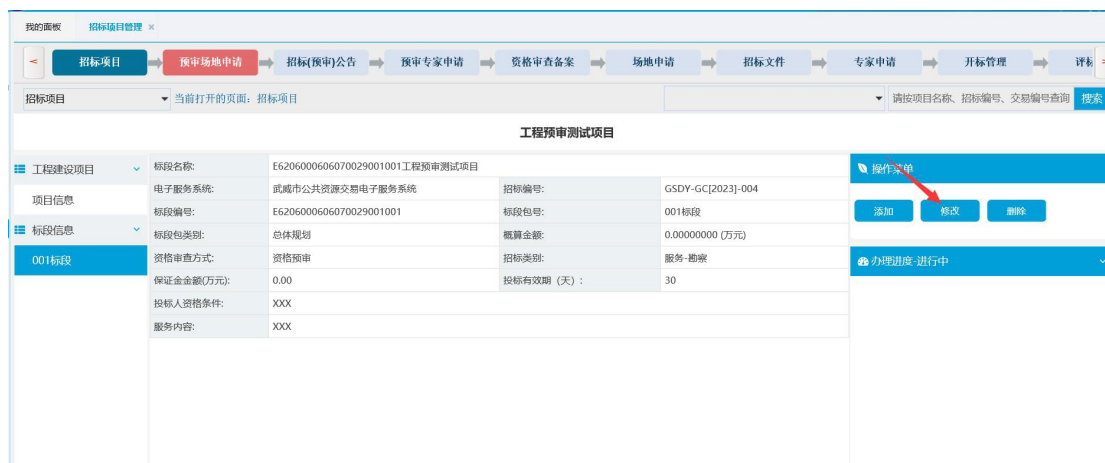 我的面板 招标项目管理 ×
< 招标项目 预审场地申请 招标(预审)公告 预审专家申请 资格审查备案 场地申请 招标文件 专家申请 开标管理 评标 >
招标项目 当前打开的页面：招标项目 请按项目名称、招标编号、交易编号查询 搜索
工程预审测试项目
工程建设项目
项目信息
标段信息
001标段
标段名称: E6206000606070029001001工程预审测试项目
电子服务系统: 武威市公共资源交易电子服务系统 招标编号: GSDY-GC[2023]-004
标段编号: E6206000606070029001001 标段包号: 001标段
标段包类别: 总体规划 概算金额: 0.00000000 (万元)
资格审查方式: 资格预审 招标类别: 服务-勘察
保证金金额(万元): 0.00 投标有效期（天）: 30
投标人资格条件: XXX
服务内容: XXX
操作菜单
添加 修改 删除
办理进度-进行中